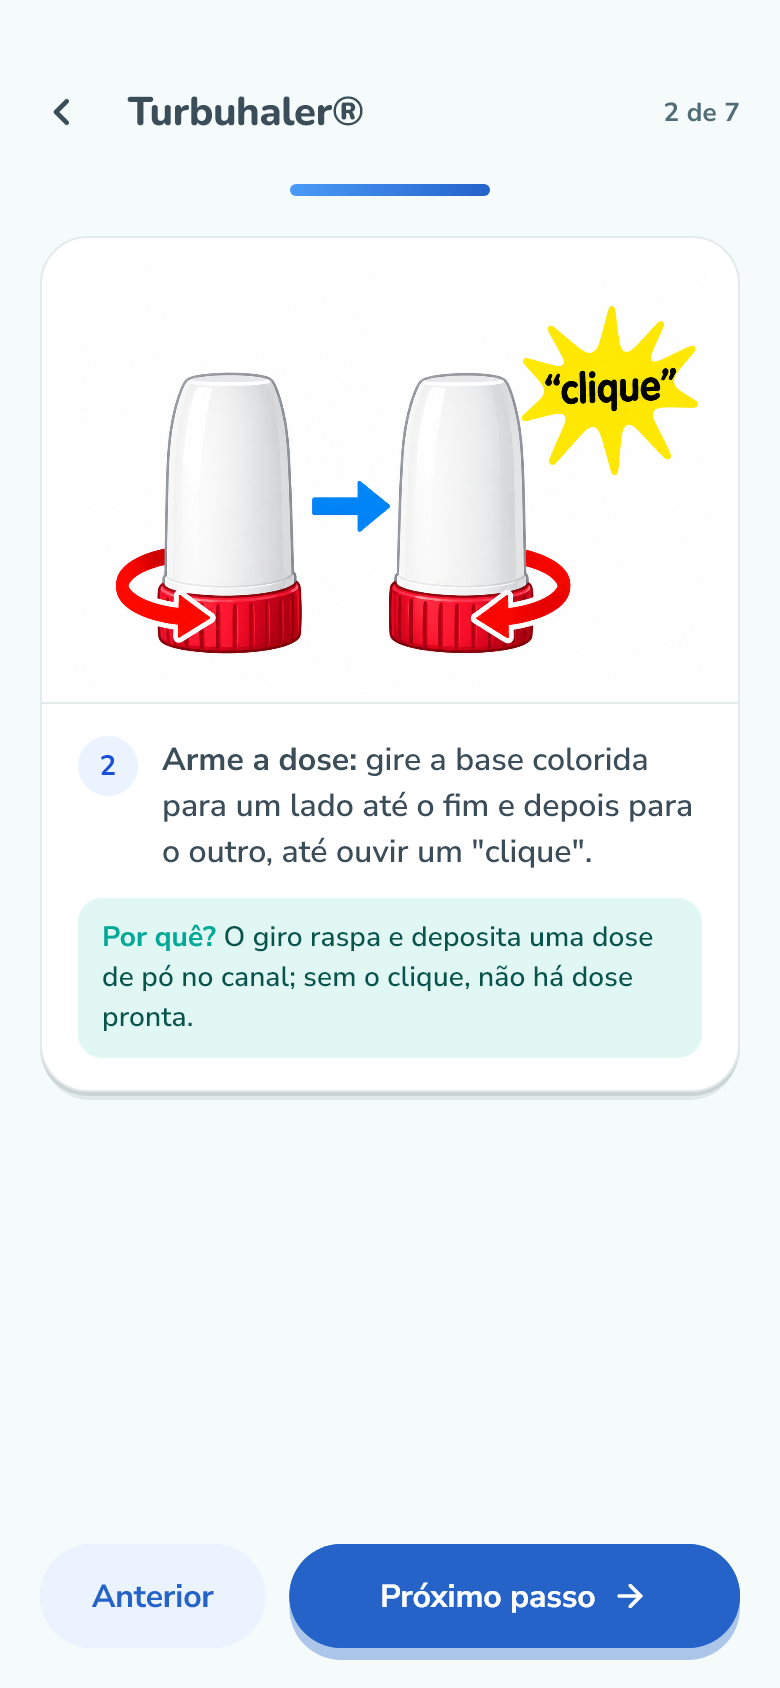 Turbuhaler®
2 de 7
“clique”
2
Arme a dose: gire a base colorida
para um lado até o fim e depois para
o outro, até ouvir um "clique".
Por quê? O giro raspa e deposita uma dose
de pó no canal; sem o clique, não há dose
pronta.
Anterior
Próximo passo →